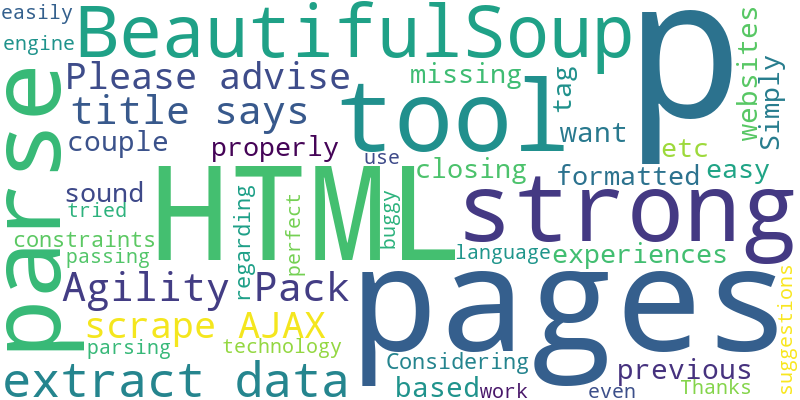 easily
engine
BeautifulSoup
p
websites
Simply
parse
Please advise
missing
tag
title says
tool
want
couple
properly
etc
use
closing
formatted
easy
sound
HTML
strong
tried
regarding
perfect
buggy
constraints
passing
language
experiences
Agility Pack
pages
suggestions
scrape AJAX
parsing
technology
Considering
previous
extract data
based
work
even
Thanks